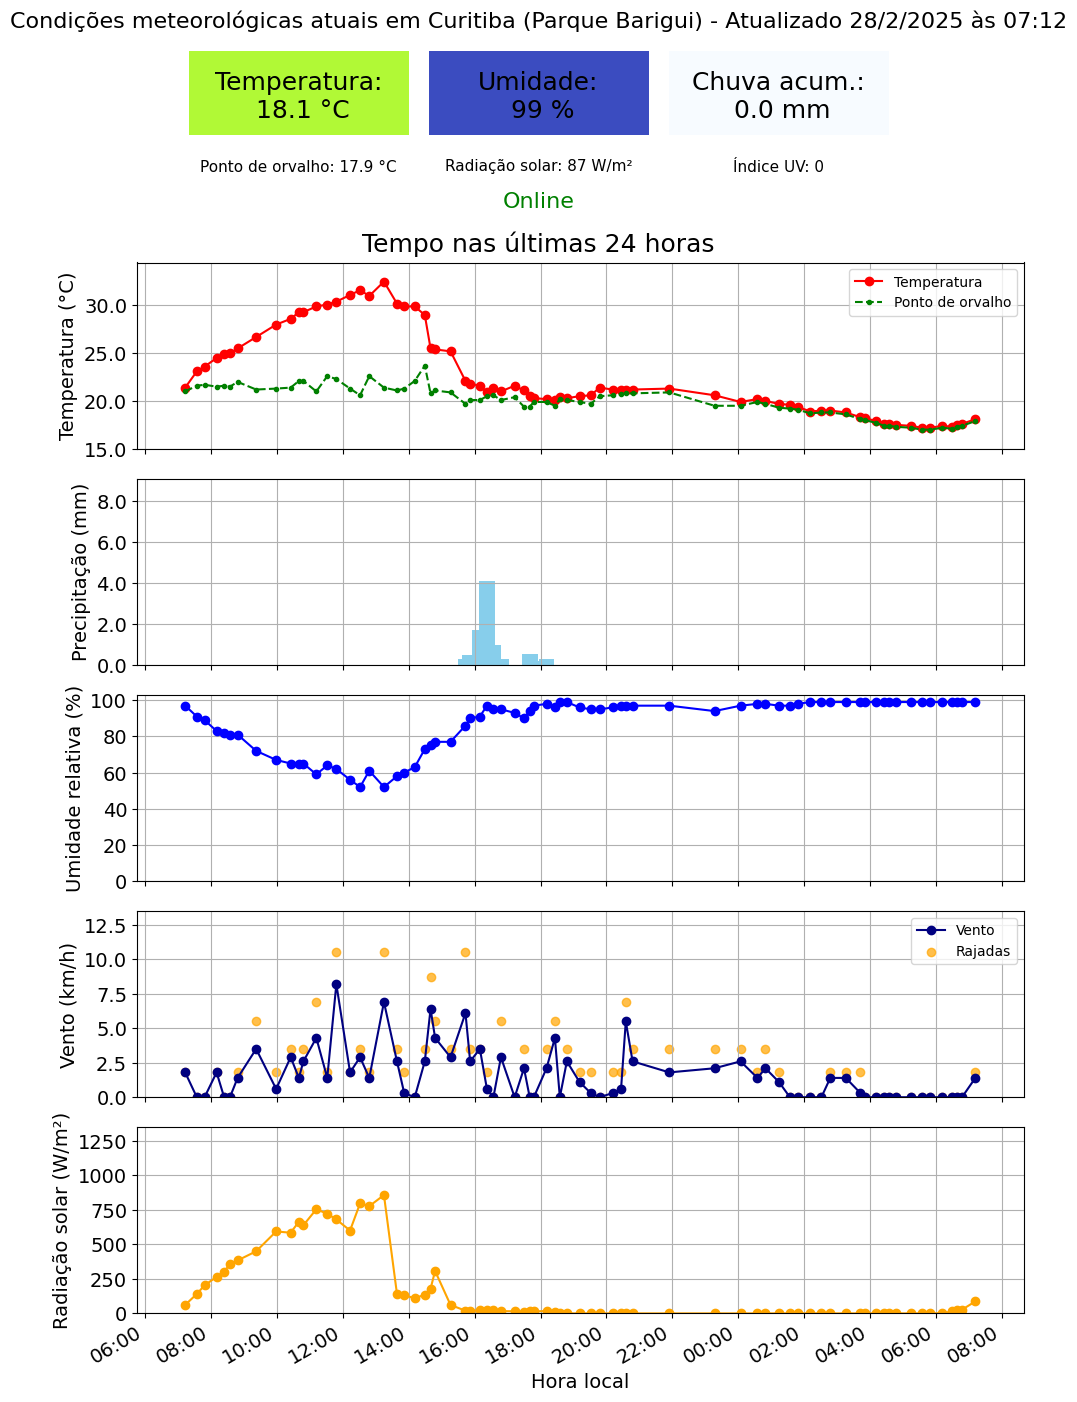 Condições meteorológicas atuais em Curitiba (Parque Barigui) - Atualizado 28/2/2025 às 07:12
Temperatura:
18.1 °C
Umidade:
99 %
Chuva acum.:
0.0 mm
Ponto de orvalho: 17.9 °C
Radiação solar: 87 W/m²
Índice UV: 0
Online
Tempo nas últimas 24 horas
Temperatura (°C)
30.0
25.0
20.0
15.0
Temperatura
Ponto de orvalho
Precipitação (mm)
8.0
6.0
4.0
2.0
0.0
Umidade relativa (%)
100
80
60
40
20
0
Vento (km/h)
12.5
10.0
7.5
5.0
2.5
0.0
Vento
Rajadas
Radiação solar (W/m²)
1250
1000
750
500
250
0
06:00 08:00 10:00 12:00 14:00 16:00 18:00 20:00 22:00 00:00 02:00 04:00 06:00 08:00
Hora local